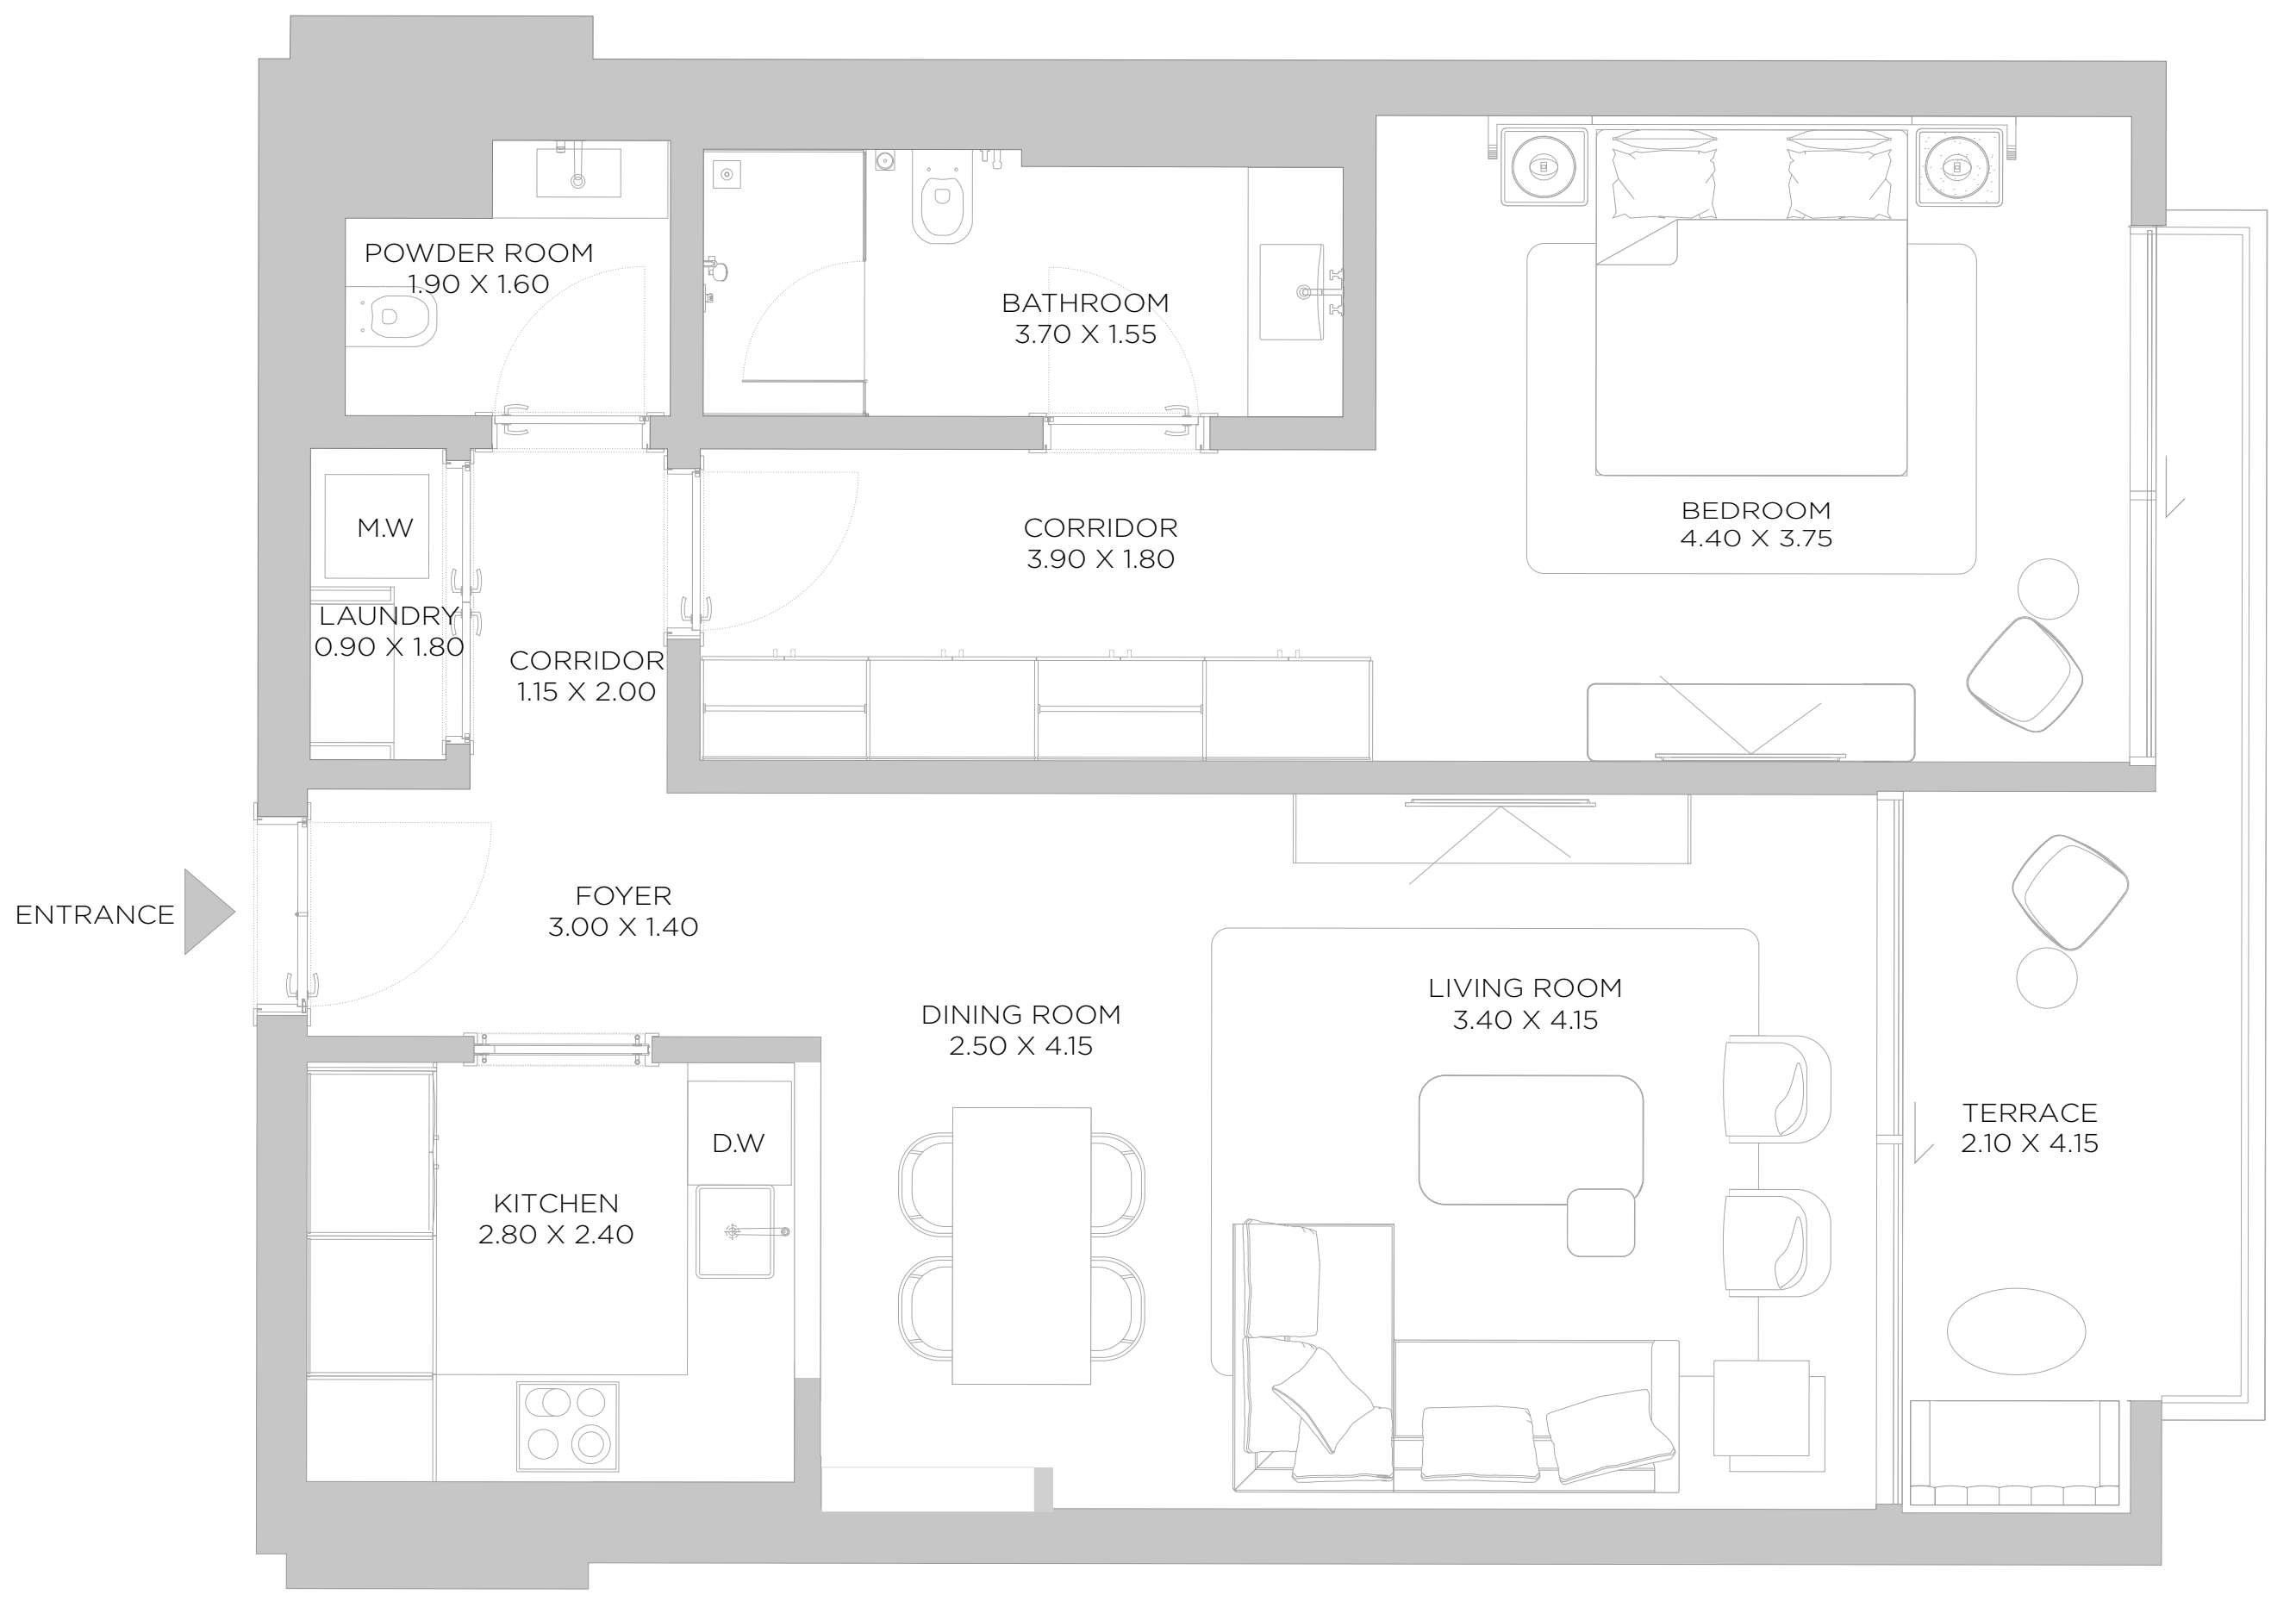 POWDER ROOM
1.90 X 1.60
BATHROOM
3.70 X 1.55
BEDROOM
4.40 X 3.75
M.W
LAUNDRY
0.90 X 1.80
CORRIDOR
1.15 X 2.00
CORRIDOR
3.90 X 1.80
ENTRANCE
FOYER
3.00 X 1.40
DINING ROOM
2.50 X 4.15
LIVING ROOM
3.40 X 4.15
TERRACE
2.10 X 4.15
D.W
KITCHEN
2.80 X 2.40